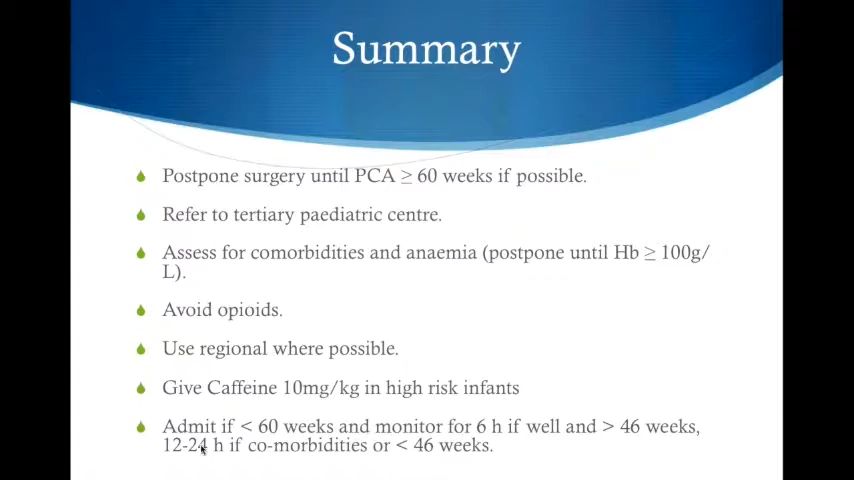 Summary
Postpone surgery until PCA ≥ 60 weeks if possible.
Refer to tertiary paediatric centre.
Assess for comorbidities and anaemia (postpone until Hb ≥ 100g/
L).
Avoid opioids.
Use regional where possible.
Give Caffeine 10mg/kg in high risk infants
Admit if < 60 weeks and monitor for 6 h if well and > 46 weeks,
12-24 h if co-morbidities or < 46 weeks.